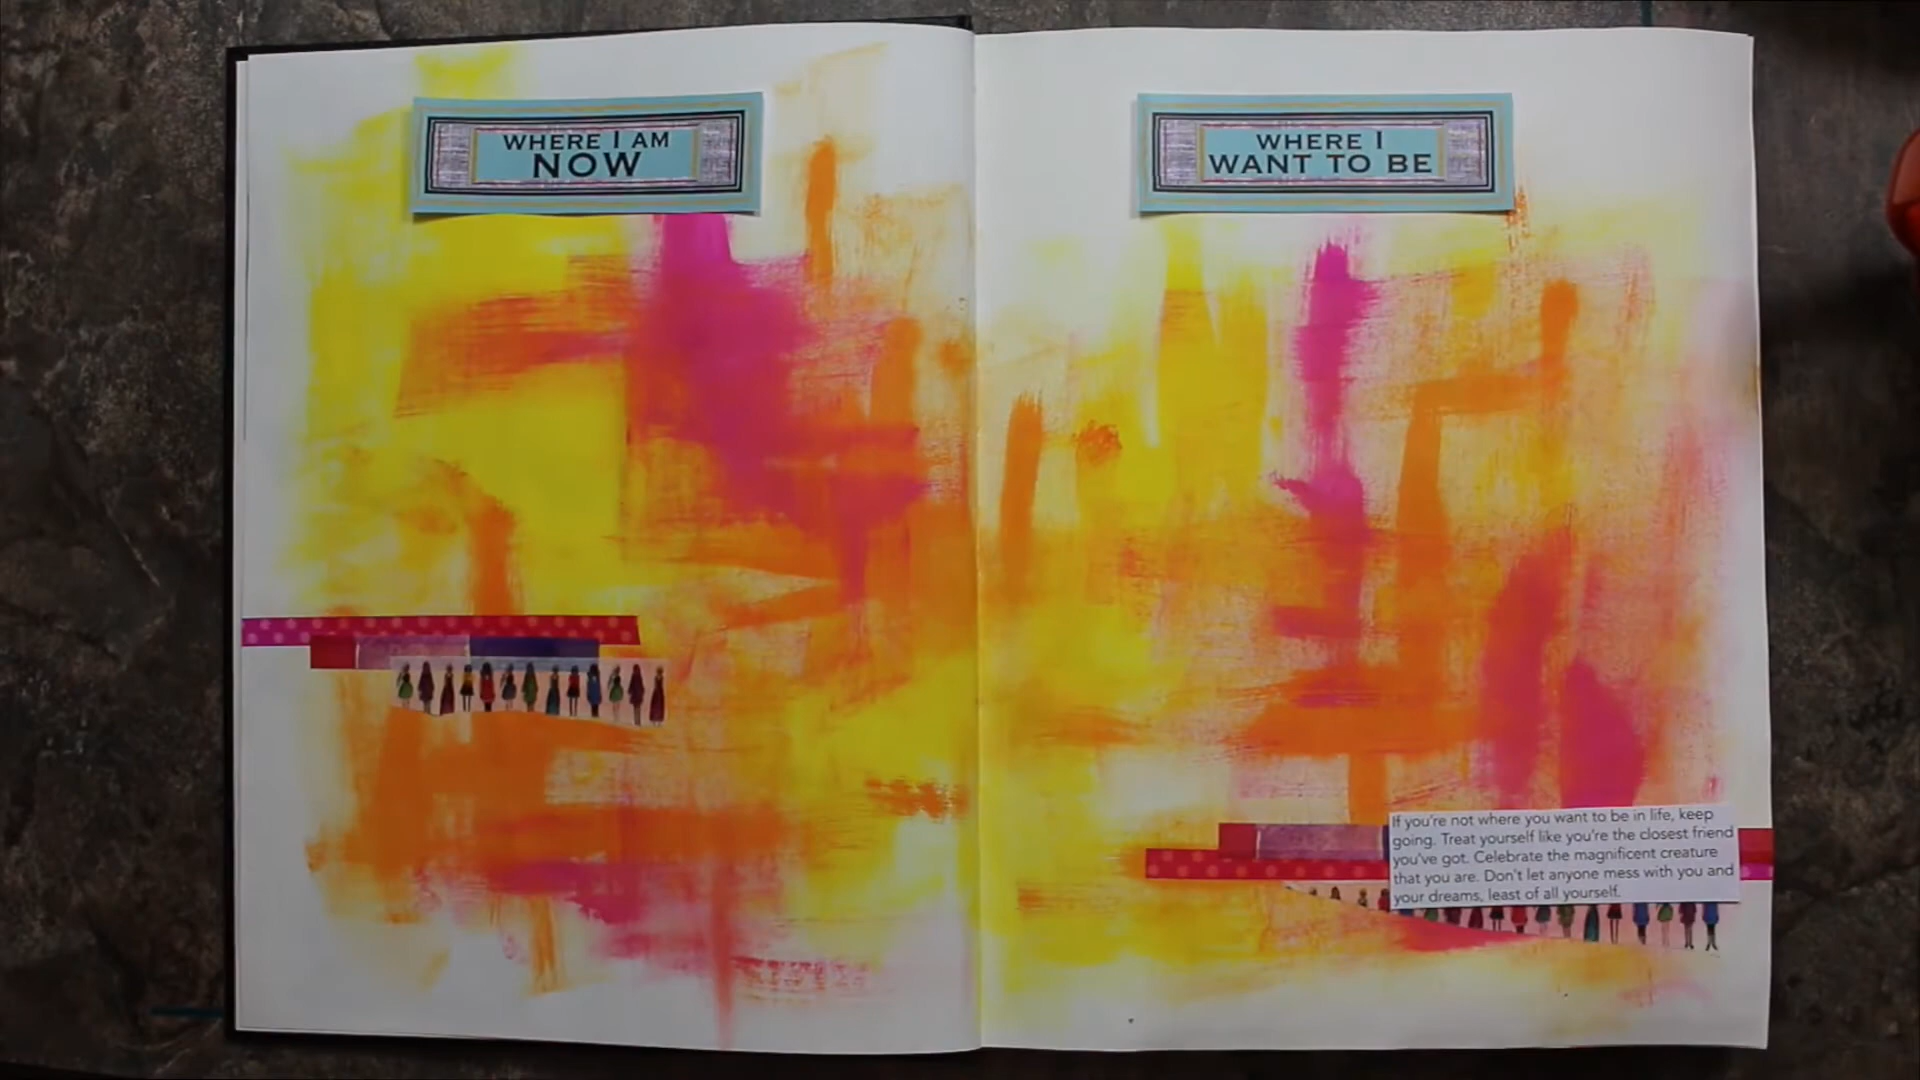 WHERE I AM
NOW
WHERE I
WANT TO BE
If you're not where you want to be in life, keep
going. Treat yourself like you're the closest friend
you've got. Celebrate the magnificent creature
that you are. Don't let anyone mess with you and
your dreams, least of all yourself.